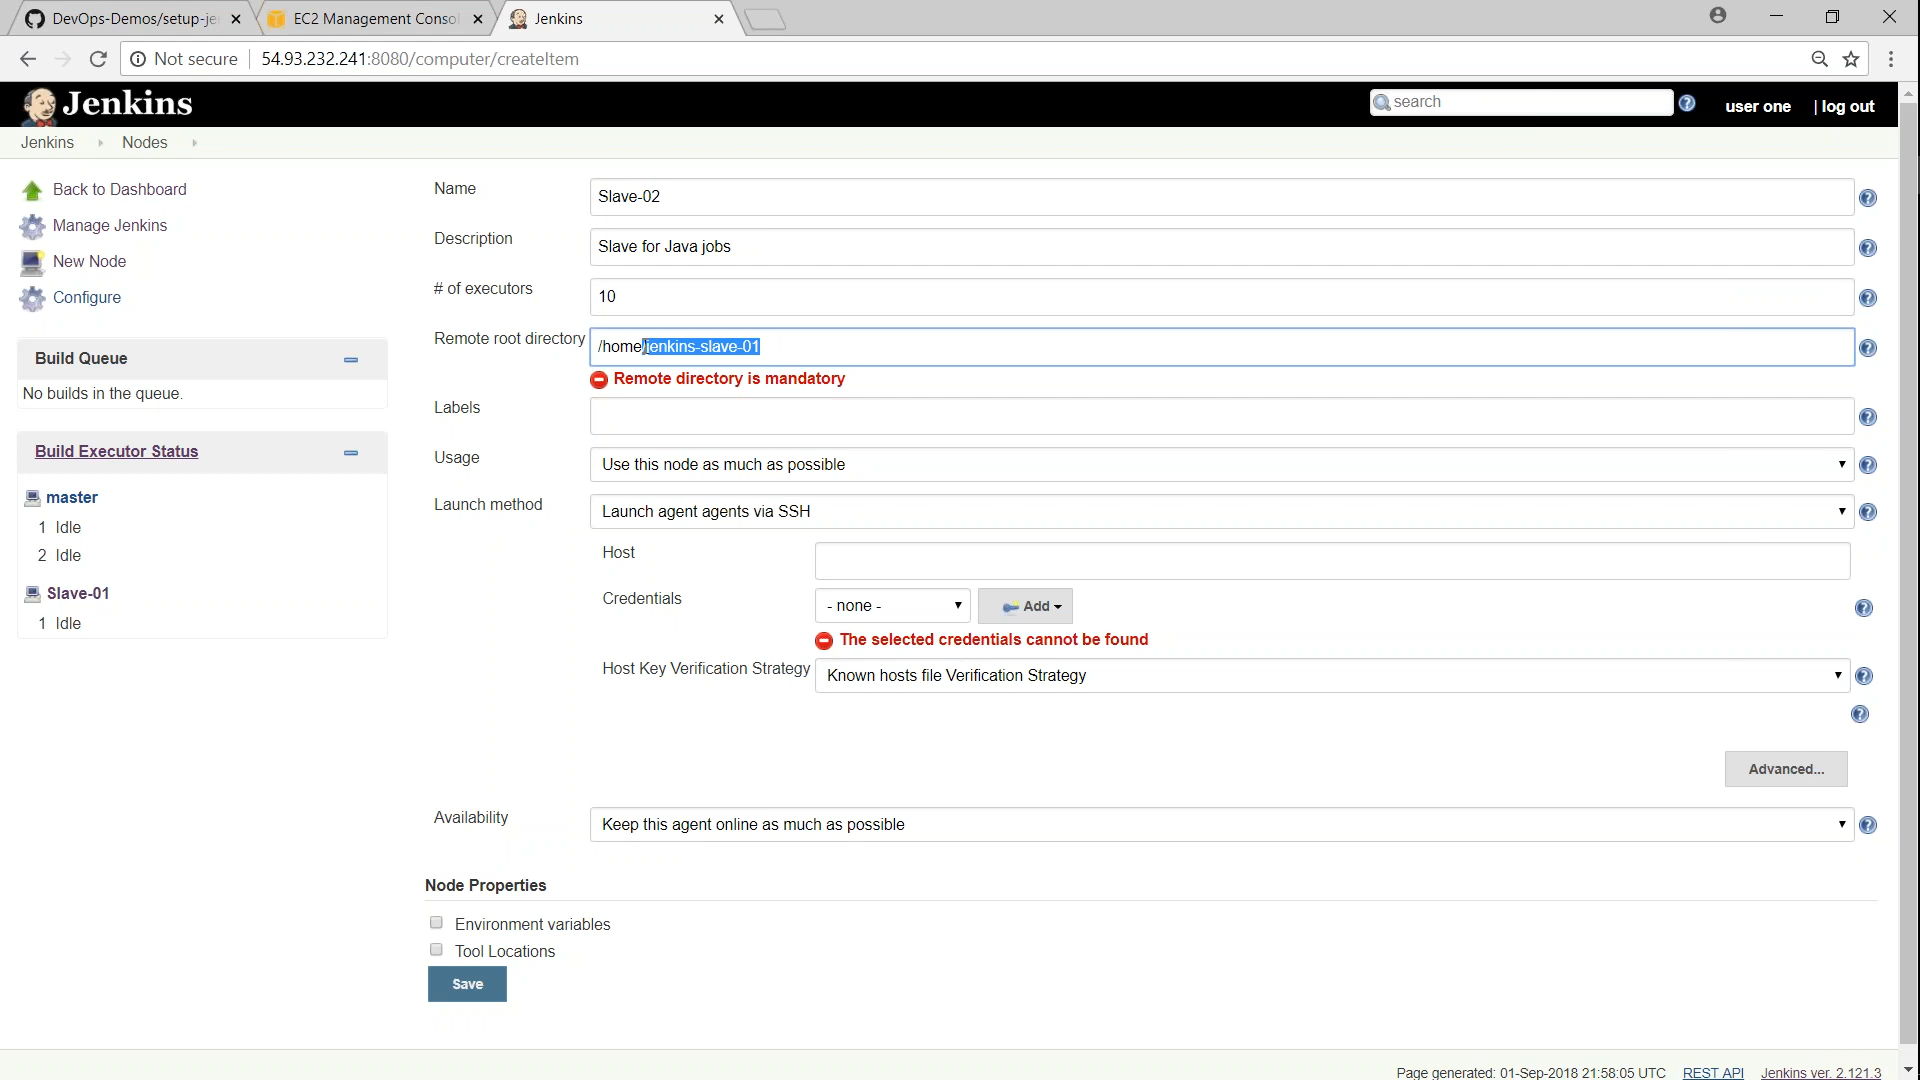 DevOps-Demos/setup-je
EC2 Management Consol
Jenkins
Not secure
54.93.232.241:8080/computer/createItem
Jenkins
search
user one
| log out
Jenkins
Nodes
Back to Dashboard
Manage Jenkins
New Node
Configure
Build Queue
No builds in the queue.
Build Executor Status
master
1 Idle
2 Idle
Slave-01
1 Idle
Name
Slave-02
Description
Slave for Java jobs
# of executors
10
Remote root directory
/home/jenkins-slave-01
Remote directory is mandatory
Labels
Usage
Use this node as much as possible
Launch method
Launch agent agents via SSH
Host
Credentials
- none -
Add
The selected credentials cannot be found
Host Key Verification Strategy
Known hosts file Verification Strategy
Advanced...
Availability
Keep this agent online as much as possible
Node Properties
Environment variables
Tool Locations
Save
Page generated: 01-Sep-2018 21:58:05 UTC REST API Jenkins ver. 2.121.3